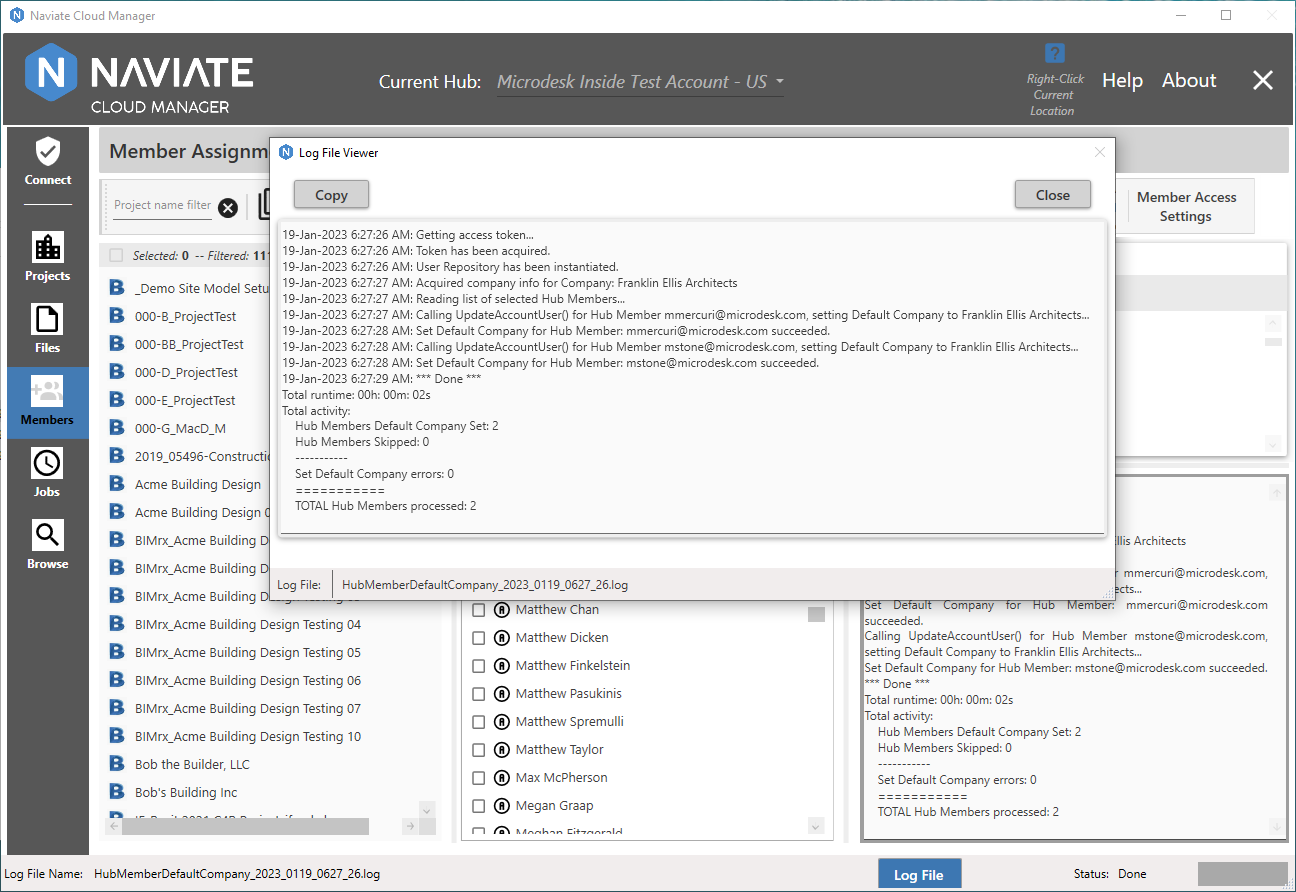 Naviate Cloud Manager
NAVIATE
CLOUD MANAGER
Current Hub: Microdesk Inside Test Account - US
?
Right-Click
Current
Location
Help
About
Connect
Projects
Files
Members
Jobs
Browse
Member Assignm
Project name filter
Member Access
Settings
Selected: 0 -- Filtered: 11
_Demo Site Model Setu
000-B_ProjectTest
000-BB_ProjectTest
000-D_ProjectTest
000-E_ProjectTest
000-G_MacD_M
2019_05496-Constructi
Acme Building Design
Acme Building Design
BIMrx_Acme Building D
BIMrx_Acme Building D
BIMrx_Acme Building Design Testing
BIMrx_Acme Building Design Testing 04
BIMrx_Acme Building Design Testing 05
BIMrx_Acme Building Design Testing 06
BIMrx_Acme Building Design Testing 07
BIMrx_Acme Building Design Testing 10
Bob the Builder, LLC
Bob's Building Inc
Log File Viewer
Copy
Close
19-Jan-2023 6:27:26 AM: Getting access token...
19-Jan-2023 6:27:26 AM: Token has been acquired.
19-Jan-2023 6:27:26 AM: User Repository has been instantiated.
19-Jan-2023 6:27:27 AM: Acquired company info for Company: Franklin Ellis Architects
19-Jan-2023 6:27:27 AM: Reading list of selected Hub Members...
19-Jan-2023 6:27:27 AM: Calling UpdateAccountUser() for Hub Member mmercuri@microdesk.com, setting Default Company to Franklin Ellis Architects...
19-Jan-2023 6:27:28 AM: Set Default Company for Hub Member: mmercuri@microdesk.com succeeded.
19-Jan-2023 6:27:28 AM: Calling UpdateAccountUser() for Hub Member mstone@microdesk.com, setting Default Company to Franklin Ellis Architects...
19-Jan-2023 6:27:28 AM: Set Default Company for Hub Member: mstone@microdesk.com succeeded.
19-Jan-2023 6:27:29 AM: *** Done ***
Total runtime: 00h: 00m: 02s
Total activity:
Hub Members Default Company Set: 2
Hub Members Skipped: 0
-----------
Set Default Company errors: 0
===========
TOTAL Hub Members processed: 2
Log File: HubMemberDefaultCompany_2023_0119_0627_26.log
Matthew Chan
Matthew Dicken
Matthew Finkelstein
Matthew Pasukinis
Matthew Spremulli
Matthew Taylor
Max McPherson
Megan Graap
Meghan Fitzgerald
llis Architects
mmercuri@microdesk.com,
cts...
Set Default Company for Hub Member: mmercuri@microdesk.com
succeeded.
Calling UpdateAccountUser() for Hub Member mstone@microdesk.com,
setting Default Company to Franklin Ellis Architects...
Set Default Company for Hub Member: mstone@microdesk.com succeeded.
*** Done ***
Total runtime: 00h: 00m: 02s
Total activity:
Hub Members Default Company Set: 2
Hub Members Skipped: 0
-----------
Set Default Company errors: 0
===========
TOTAL Hub Members processed: 2
Log File Name: HubMemberDefaultCompany_2023_0119_0627_26.log
Log File
Status: Done